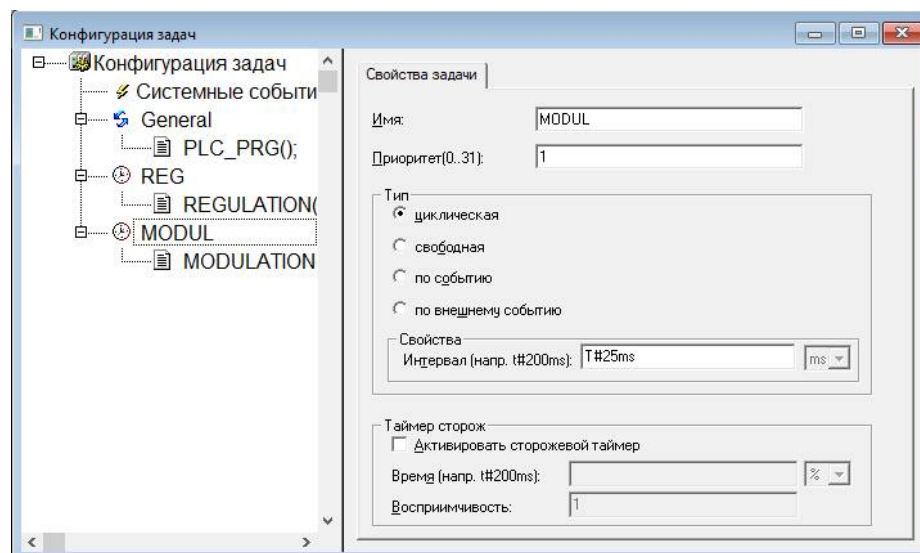 Конфигурация задач
Конфигурация задач
Системные событи
General
PLC_PRG();
REG
REGULATION(
MODUL
MODULATION
Свойства задачи
Имя: MODUL
Приоритет(0..31): 1
Тип
циклическая
свободная
по событию
по внешнему событию
Свойства
Интервал (напр. t#200ms): T#25ms ms
Таймер сторож
Активировать сторожевой таймер
Время (напр. t#200ms): %
Восприимчивость: 1